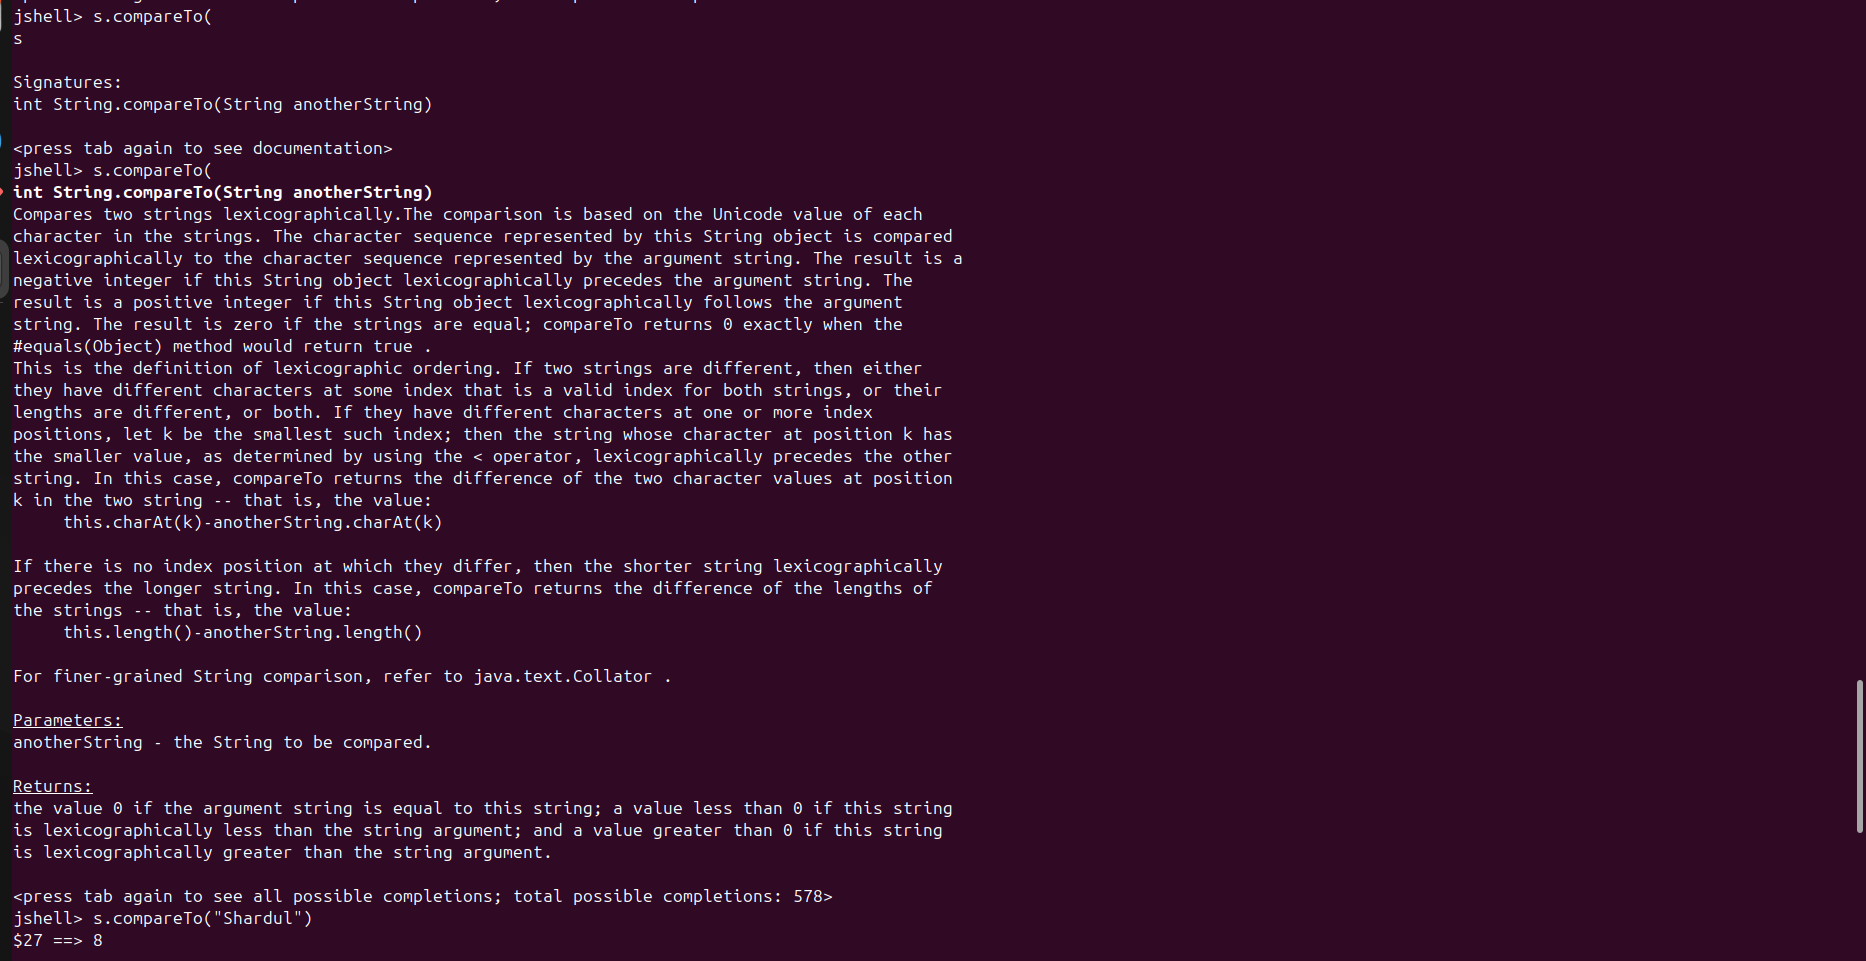 jshell> s.compareTo(
s

Signatures:
int String.compareTo(String anotherString)

<press tab again to see documentation>
jshell> s.compareTo(
int String.compareTo(String anotherString)
Compares two strings lexicographically.The comparison is based on the Unicode value of each
character in the strings. The character sequence represented by this String object is compared
lexicographically to the character sequence represented by the argument string. The result is a
negative integer if this String object lexicographically precedes the argument string. The
result is a positive integer if this String object lexicographically follows the argument
string. The result is zero if the strings are equal; compareTo returns 0 exactly when the
#equals(Object) method would return true .
This is the definition of lexicographic ordering. If two strings are different, then either
they have different characters at some index that is a valid index for both strings, or their
lengths are different, or both. If they have different characters at one or more index
positions, let k be the smallest such index; then the string whose character at position k has
the smaller value, as determined by using the < operator, lexicographically precedes the other
string. In this case, compareTo returns the difference of the two character values at position
k in the two string -- that is, the value:
     this.charAt(k)-anotherString.charAt(k)

If there is no index position at which they differ, then the shorter string lexicographically
precedes the longer string. In this case, compareTo returns the difference of the lengths of
the strings -- that is, the value:
     this.length()-anotherString.length()

For finer-grained String comparison, refer to java.text.Collator .

Parameters:
anotherString - the String to be compared.

Returns:
the value 0 if the argument string is equal to this string; a value less than 0 if this string
is lexicographically less than the string argument; and a value greater than 0 if this string
is lexicographically greater than the string argument.

<press tab again to see all possible completions; total possible completions: 578>
jshell> s.compareTo("Shardul")
$27 ==> 8